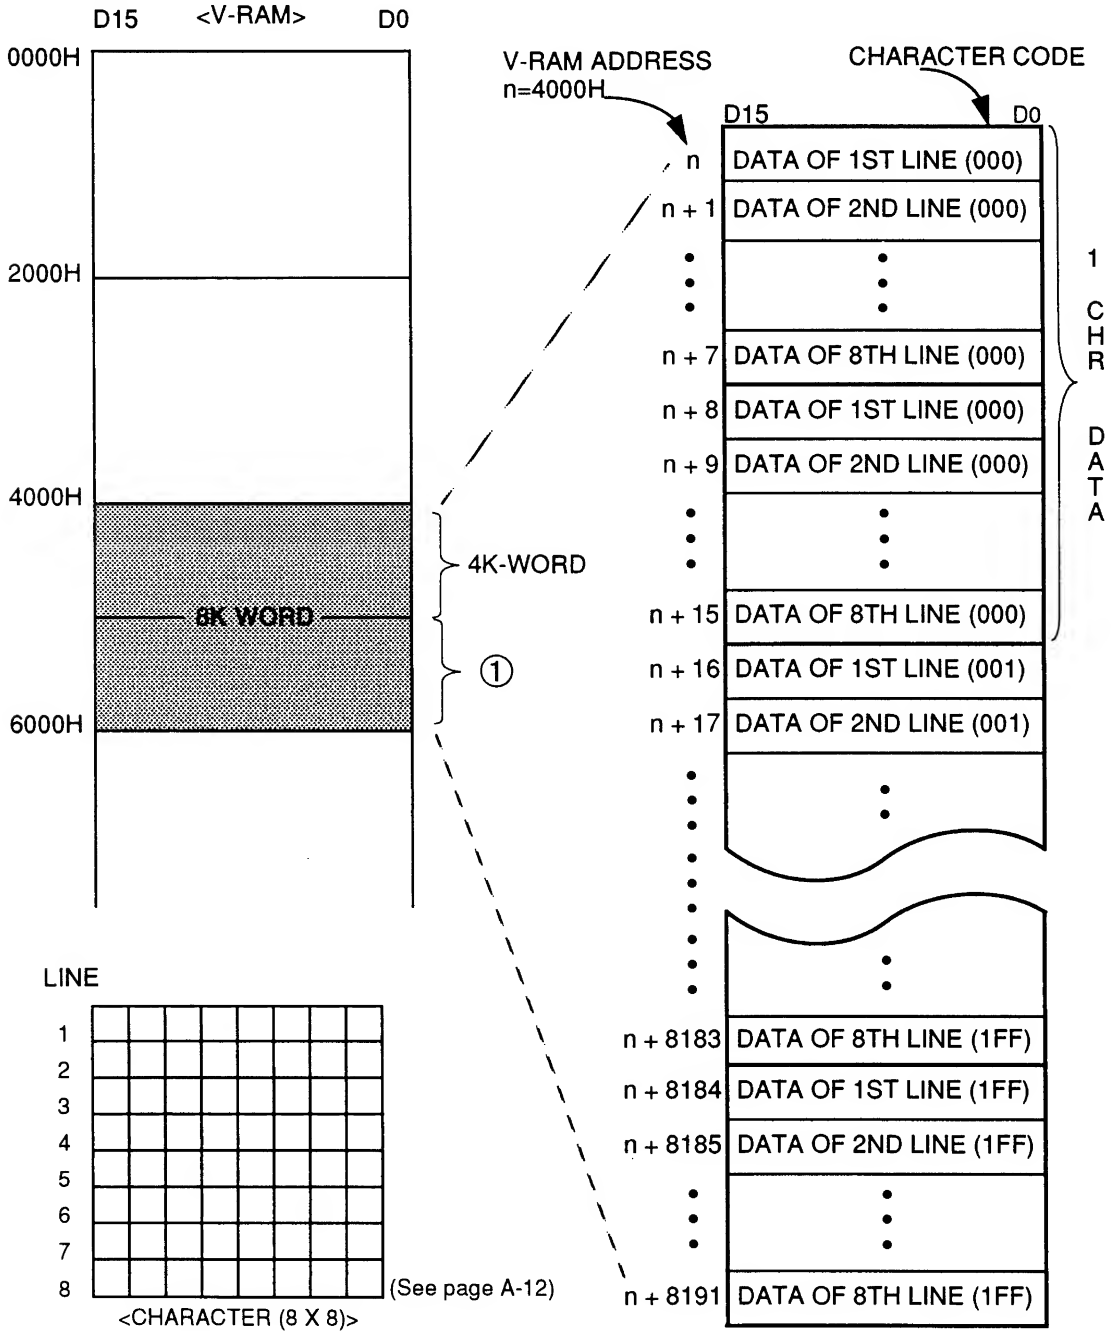 D15 <V-RAM> D0
0000H
2000H
4000H
4K-WORD
8K WORD
①
6000H
V-RAM ADDRESS
n=4000H
CHARACTER CODE
D15 D0
n DATA OF 1ST LINE (000)
n + 1 DATA OF 2ND LINE (000)
n + 7 DATA OF 8TH LINE (000)
n + 8 DATA OF 1ST LINE (000)
n + 9 DATA OF 2ND LINE (000)
n + 15 DATA OF 8TH LINE (000)
n + 16 DATA OF 1ST LINE (001)
n + 17 DATA OF 2ND LINE (001)
n + 8183 DATA OF 8TH LINE (1FF)
n + 8184 DATA OF 1ST LINE (1FF)
n + 8185 DATA OF 2ND LINE (1FF)
n + 8191 DATA OF 8TH LINE (1FF)
1 CHR DATA
LINE
1
2
3
4
5
6
7
8
(See page A-12)
<CHARACTER (8 X 8)>